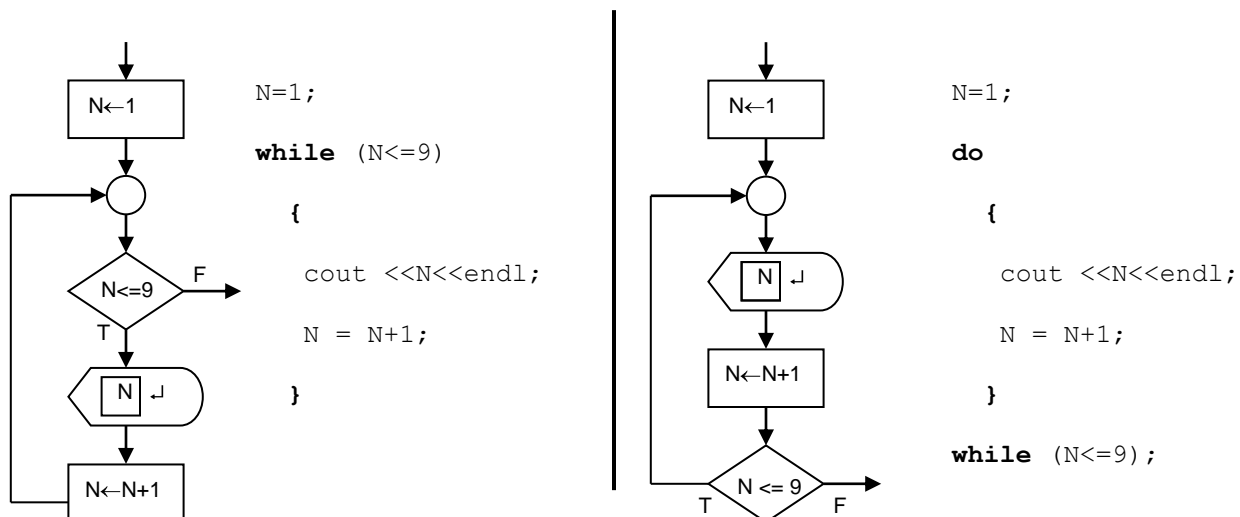 N←1
N<=9
F
T
N ↵
N←N+1
N=1;
while (N<=9)
{
cout <<N<<endl;
N = N+1;
}
N←1
N ↵
N←N+1
N <= 9
T
F
N=1;
do
{
cout <<N<<endl;
N = N+1;
}
while (N<=9);